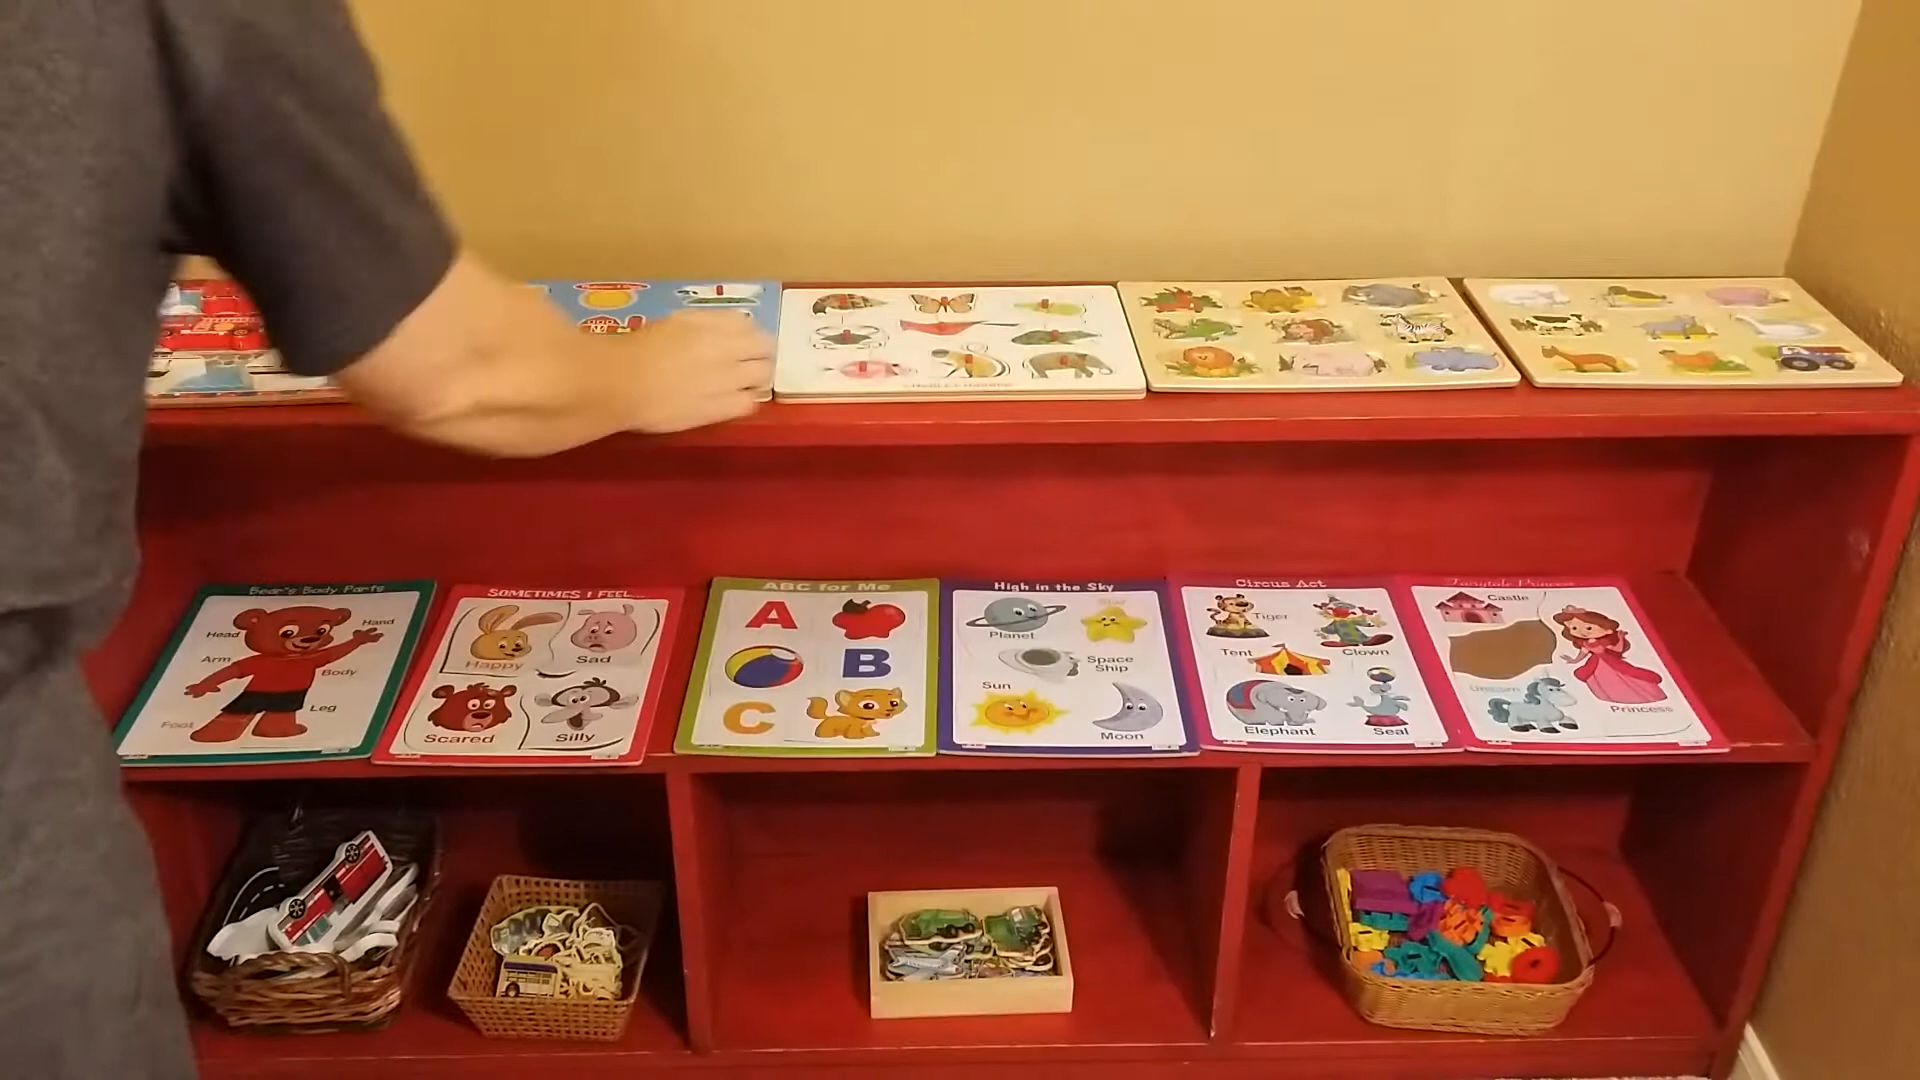 Bear's Body Parts
Head
Hand
Arm
Body
Leg
Foot
SOMETIMES I FEEL...
Happy
Sad
Scared
Silly
ABC for Me
A
B
C
High in the Sky
Planet
Star
Space
Ship
Sun
Moon
Circus Act
Tiger
Tent
Clown
Elephant
Seal
Fairytale Princess
Castle
Unicorn
Princess